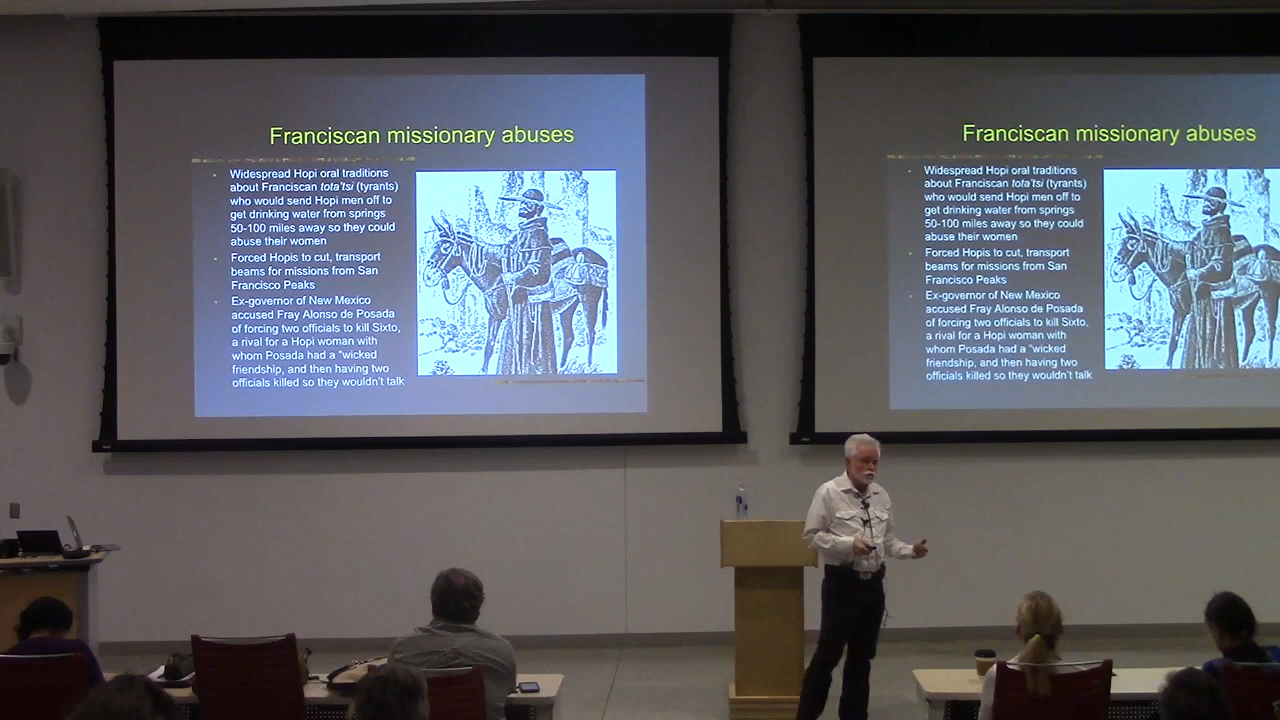 Franciscan missionary abuses
Widespread Hopi oral traditions
about Franciscan tota'tsi (tyrants)
who would send Hopi men off to
get drinking water from springs
50-100 miles away so they could
abuse their women
Forced Hopis to cut, transport
beams for missions from San
Francisco Peaks
Ex-governor of New Mexico
accused Fray Alonso de Posada
of forcing two officials to kill Sixto,
a rival for a Hopi woman with
whom Posada had a "wicked
friendship, and then having two
officials killed so they wouldn't talk
Franciscan missionary abuses
Widespread Hopi oral traditions
about Franciscan tota'tsi (tyrants)
who would send Hopi men off to
get drinking water from springs
50-100 miles away so they could
abuse their women
Forced Hopis to cut, transport
beams for missions from San
Francisco Peaks
Ex-governor of New Mexico
accused Fray Alonso de Posada
of forcing two officials to kill Sixto,
a rival for a Hopi woman with
whom Posada had a "wicked
friendship, and then having two
officials killed so they wouldn't talk